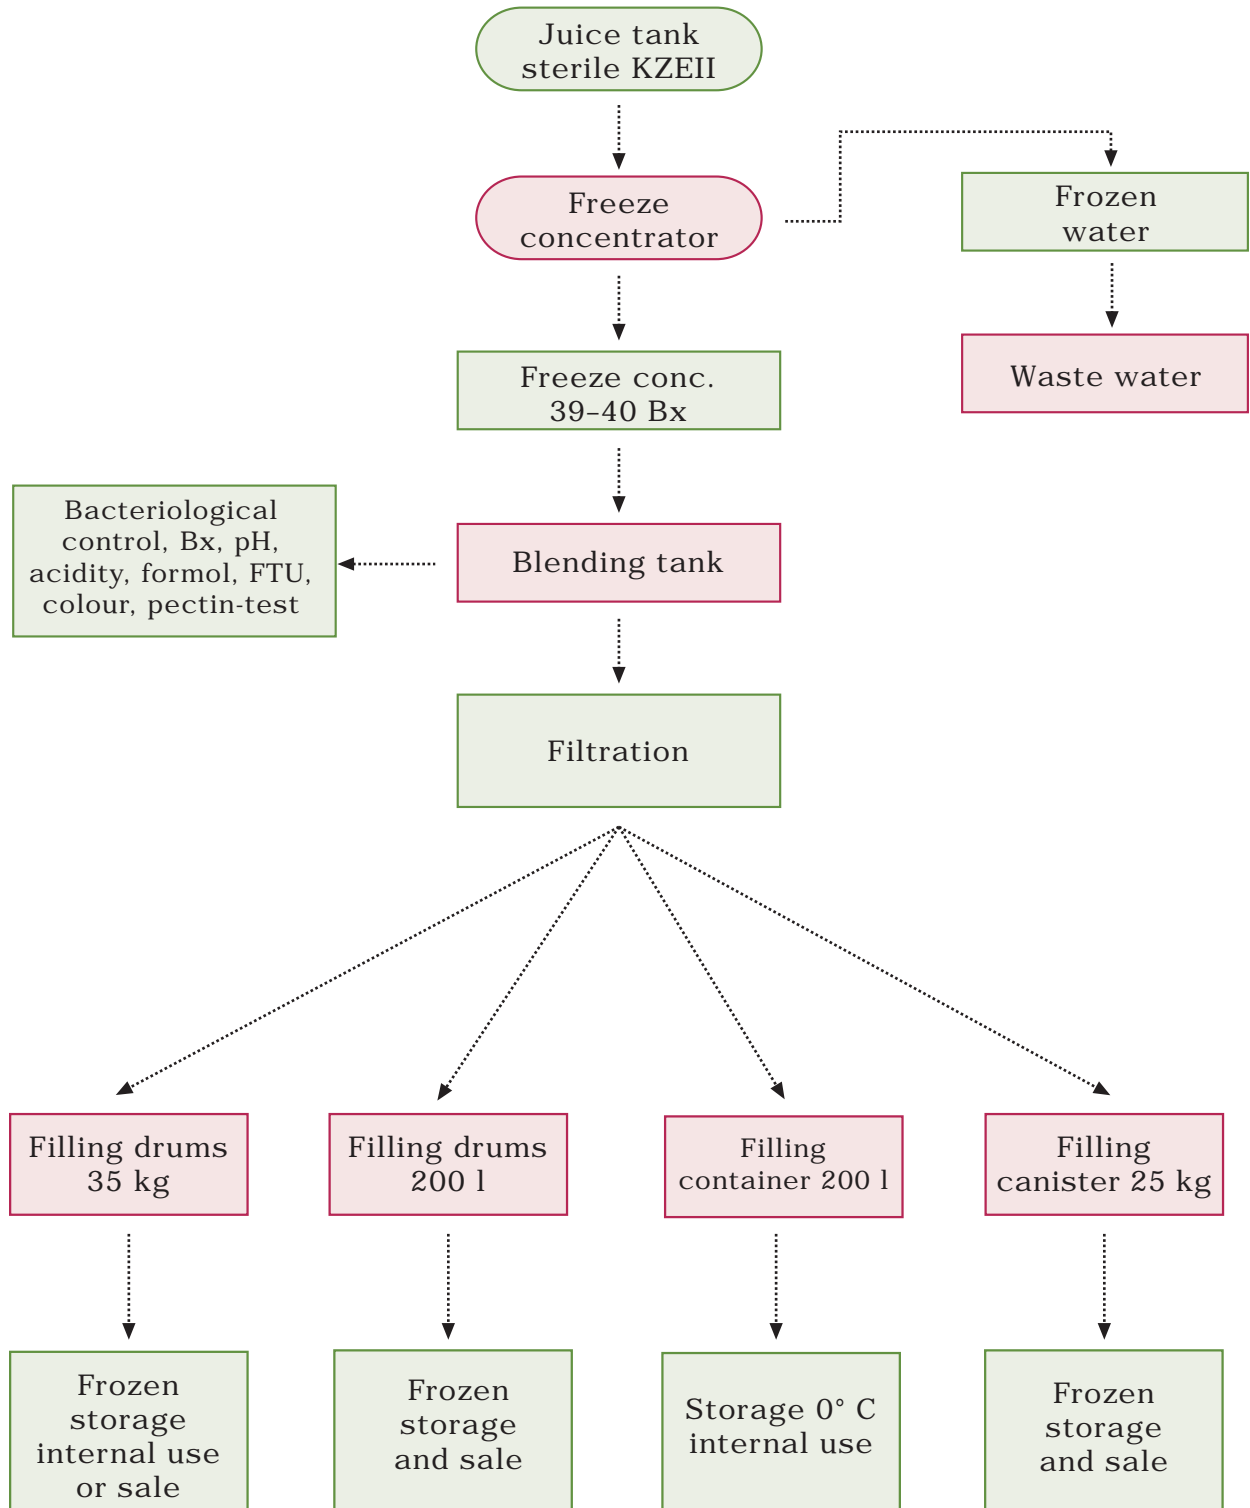 Juice tank
sterile KZEII
Freeze
concentrator
Frozen
water
Waste water
Freeze conc.
39–40 Bx
Bacteriological
control, Bx, pH,
acidity, formol, FTU,
colour, pectin-test
Blending tank
Filtration
Filling drums
35 kg
Filling drums
200 l
Filling
container 200 l
Filling
canister 25 kg
Frozen
storage
internal use
or sale
Frozen
storage
and sale
Storage 0° C
internal use
Frozen
storage
and sale